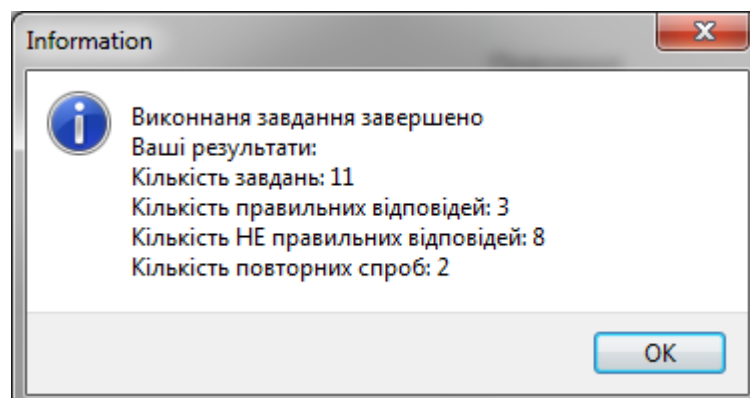 Information
Виконнаня завдання завершено
Ваші результати:
Кількість завдань: 11
Кількість правильних відповідей: 3
Кількість НЕ правильних відповідей: 8
Кількість повторних спроб: 2
OK